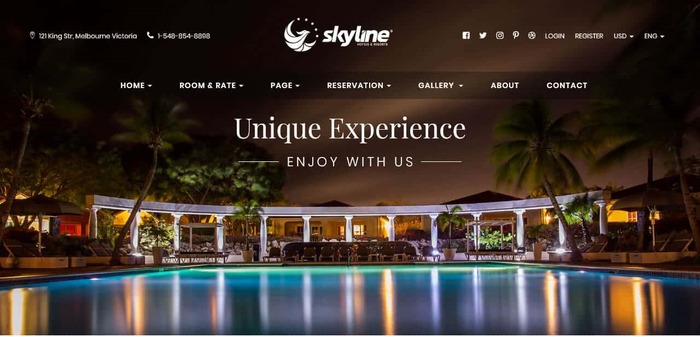 121 King Str, Melbourne Victoria
1-548-854-8898
skyline
HOTELS & RESORTS
LOGIN
REGISTER
USD
ENG
HOME
ROOM & RATE
PAGE
RESERVATION
GALLERY
ABOUT
CONTACT
Unique Experience
ENJOY WITH US